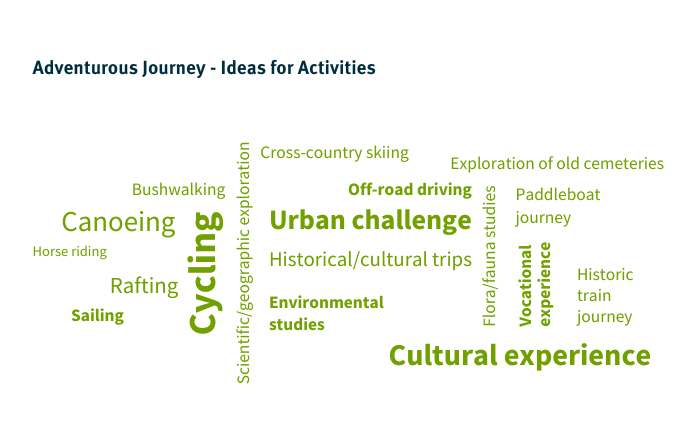 Adventurous Journey - Ideas for Activities
Cross-country skiing
Exploration of old cemeteries
Bushwalking
Off-road driving
Paddleboat
journey
Canoeing
Cycling
Scientific/geographic exploration
Urban challenge
Flora/fauna studies
Horse riding
Historical/cultural trips
Vocational
experience
Historic
train
journey
Rafting
Sailing
Environmental
studies
Cultural experience